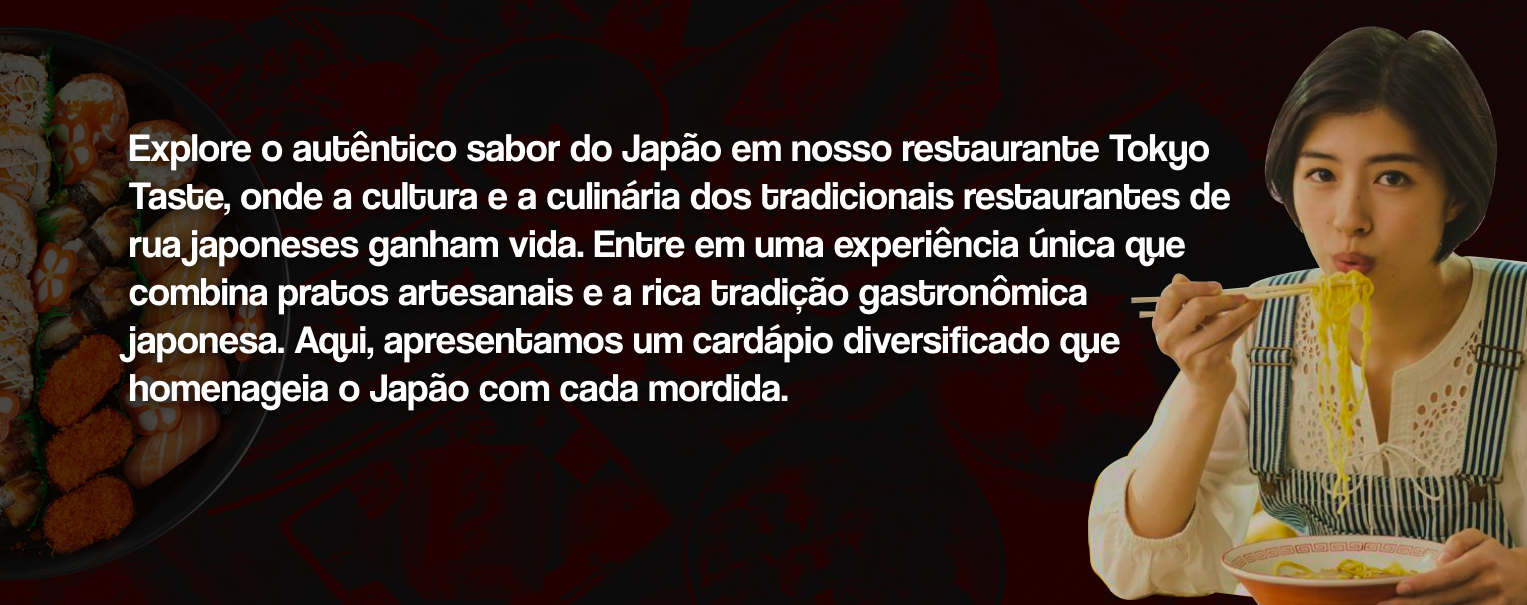 Explore o autêntico sabor do Japão em nosso restaurante Tokyo
Taste, onde a cultura e a culinária dos tradicionais restaurantes de
rua japoneses ganham vida. Entre em uma experiência única que
combina pratos artesanais e a rica tradição gastronômica
japonesa. Aqui, apresentamos um cardápio diversificado que
homenageia o Japão com cada mordida.